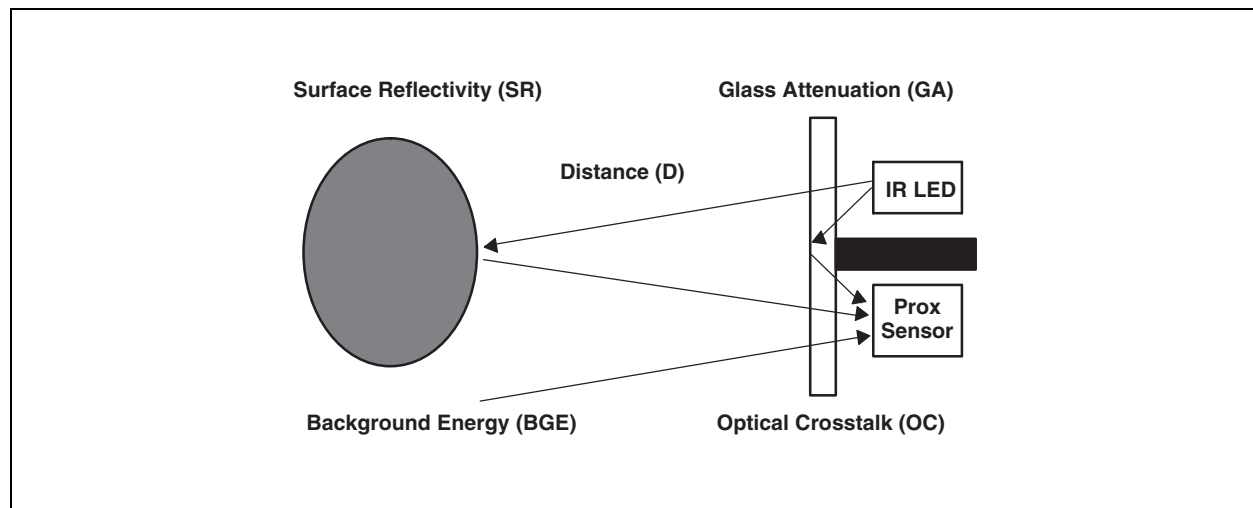 Surface Reflectivity (SR)
Glass Attenuation (GA)
Distance (D)
IR LED
Prox
Sensor
Background Energy (BGE)
Optical Crosstalk (OC)